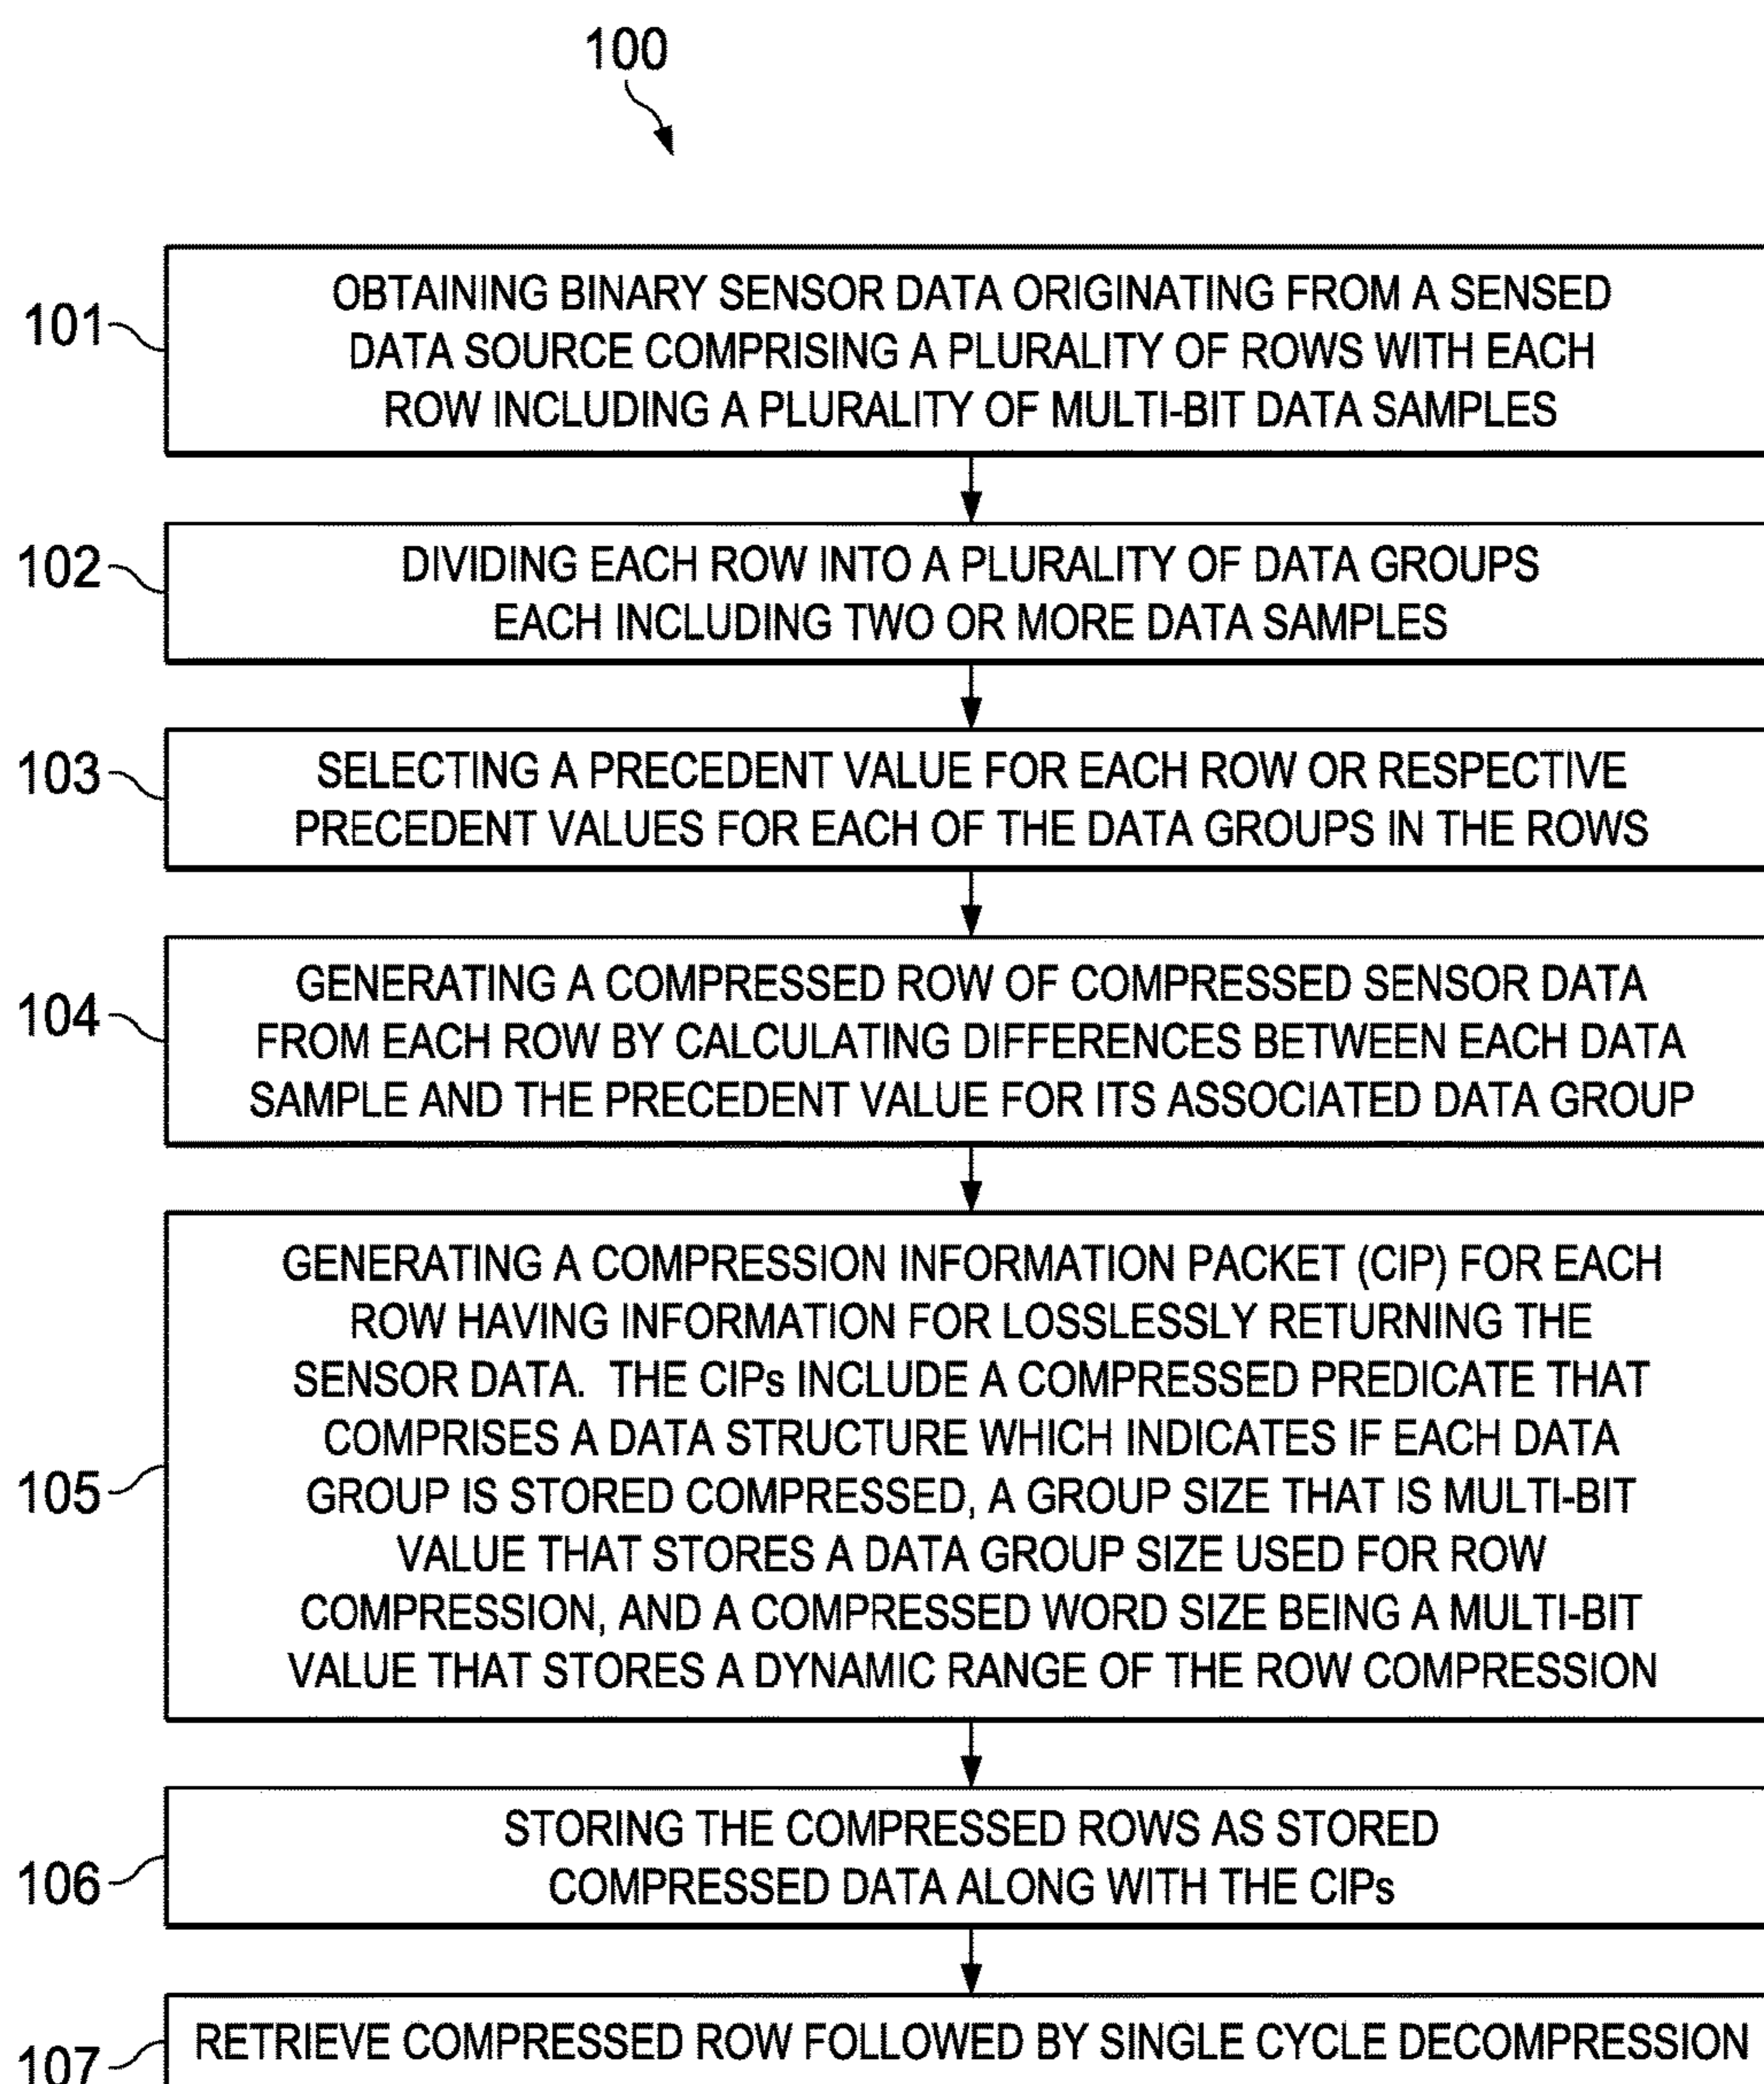 100
101
OBTAINING BINARY SENSOR DATA ORIGINATING FROM A SENSED
DATA SOURCE COMPRISING A PLURALITY OF ROWS WITH EACH
ROW INCLUDING A PLURALITY OF MULTI-BIT DATA SAMPLES
102
DIVIDING EACH ROW INTO A PLURALITY OF DATA GROUPS
EACH INCLUDING TWO OR MORE DATA SAMPLES
103
SELECTING A PRECEDENT VALUE FOR EACH ROW OR RESPECTIVE
PRECEDENT VALUES FOR EACH OF THE DATA GROUPS IN THE ROWS
104
GENERATING A COMPRESSED ROW OF COMPRESSED SENSOR DATA
FROM EACH ROW BY CALCULATING DIFFERENCES BETWEEN EACH DATA
SAMPLE AND THE PRECEDENT VALUE FOR ITS ASSOCIATED DATA GROUP
105
GENERATING A COMPRESSION INFORMATION PACKET (CIP) FOR EACH
ROW HAVING INFORMATION FOR LOSSLESSLY RETURNING THE
SENSOR DATA. THE CIPs INCLUDE A COMPRESSED PREDICATE THAT
COMPRISES A DATA STRUCTURE WHICH INDICATES IF EACH DATA
GROUP IS STORED COMPRESSED, A GROUP SIZE THAT IS MULTI-BIT
VALUE THAT STORES A DATA GROUP SIZE USED FOR ROW
COMPRESSION, AND A COMPRESSED WORD SIZE BEING A MULTI-BIT
VALUE THAT STORES A DYNAMIC RANGE OF THE ROW COMPRESSION
106
STORING THE COMPRESSED ROWS AS STORED
COMPRESSED DATA ALONG WITH THE CIPs
107
RETRIEVE COMPRESSED ROW FOLLOWED BY SINGLE CYCLE DECOMPRESSION